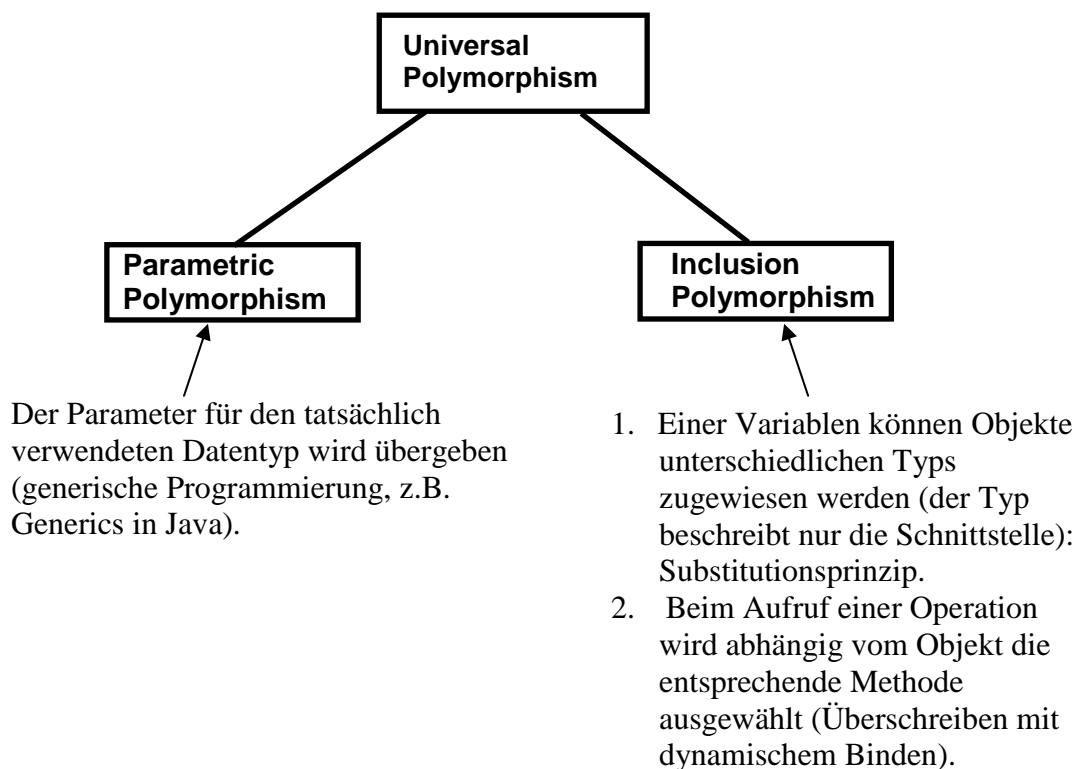 Universal
Polymorphism
Parametric
Polymorphism
Inclusion
Polymorphism
Der Parameter für den tatsächlich
verwendeten Datentyp wird übergeben
(generische Programmierung, z.B.
Generics in Java).
1. Einer Variablen können Objekte
unterschiedlichen Typs
zugewiesen werden (der Typ
beschreibt nur die Schnittstelle):
Substitutionsprinzip.
2. Beim Aufruf einer Operation
wird abhängig vom Objekt die
entsprechende Methode
ausgewählt (Überschreiben mit
dynamischem Binden).